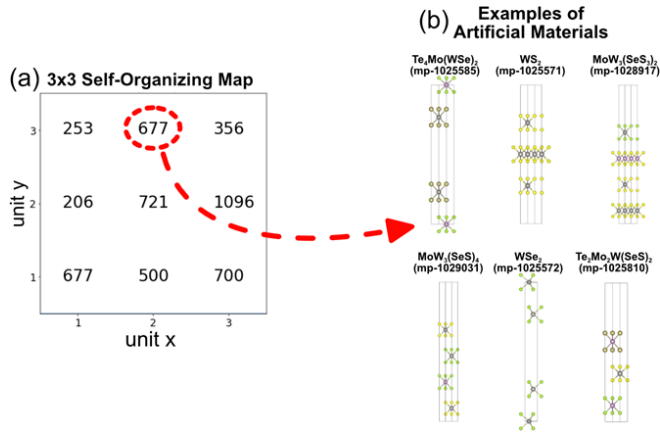 (a) 3x3 Self-Organizing Map
unit y
3
2
1
253 677 356
206 721 1096
677 500 700
1 2 3
unit x
(b) Examples of
Artificial Materials
Te₄Mo(WSe)₂
(mp-1025585)
WS₂
(mp-1025571)
MoW₃(SeS₃)₂
(mp-1028917)
MoW₃(SeS)₄
(mp-1029031)
WSe₂
(mp-1025572)
Te₂Mo₂W(SeS)₂
(mp-1025810)